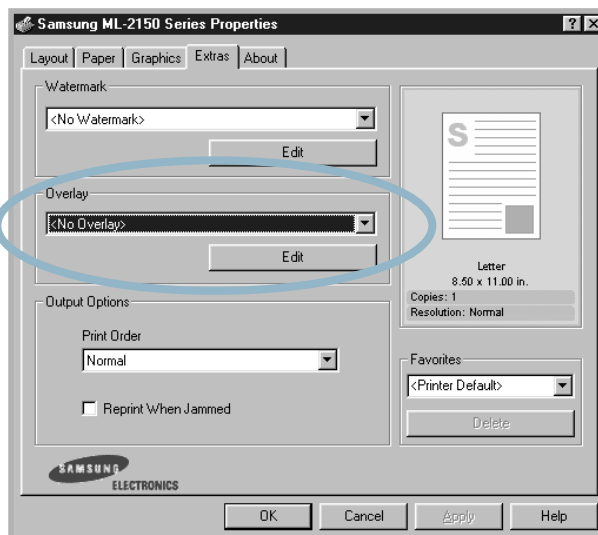 Samsung ML-2150 Series Properties
Layout Paper Graphics Extras About
Watermark
<No Watermark>
Edit
Overlay
<No Overlay>
Edit
Output Options
Print Order
Normal
Reprint When Jammed
S
Letter
8.50 x 11.00 in.
Copies: 1
Resolution: Normal
Favorites
<Printer Default>
Delete
SAMSUNG
ELECTRONICS
OK Cancel Apply Help